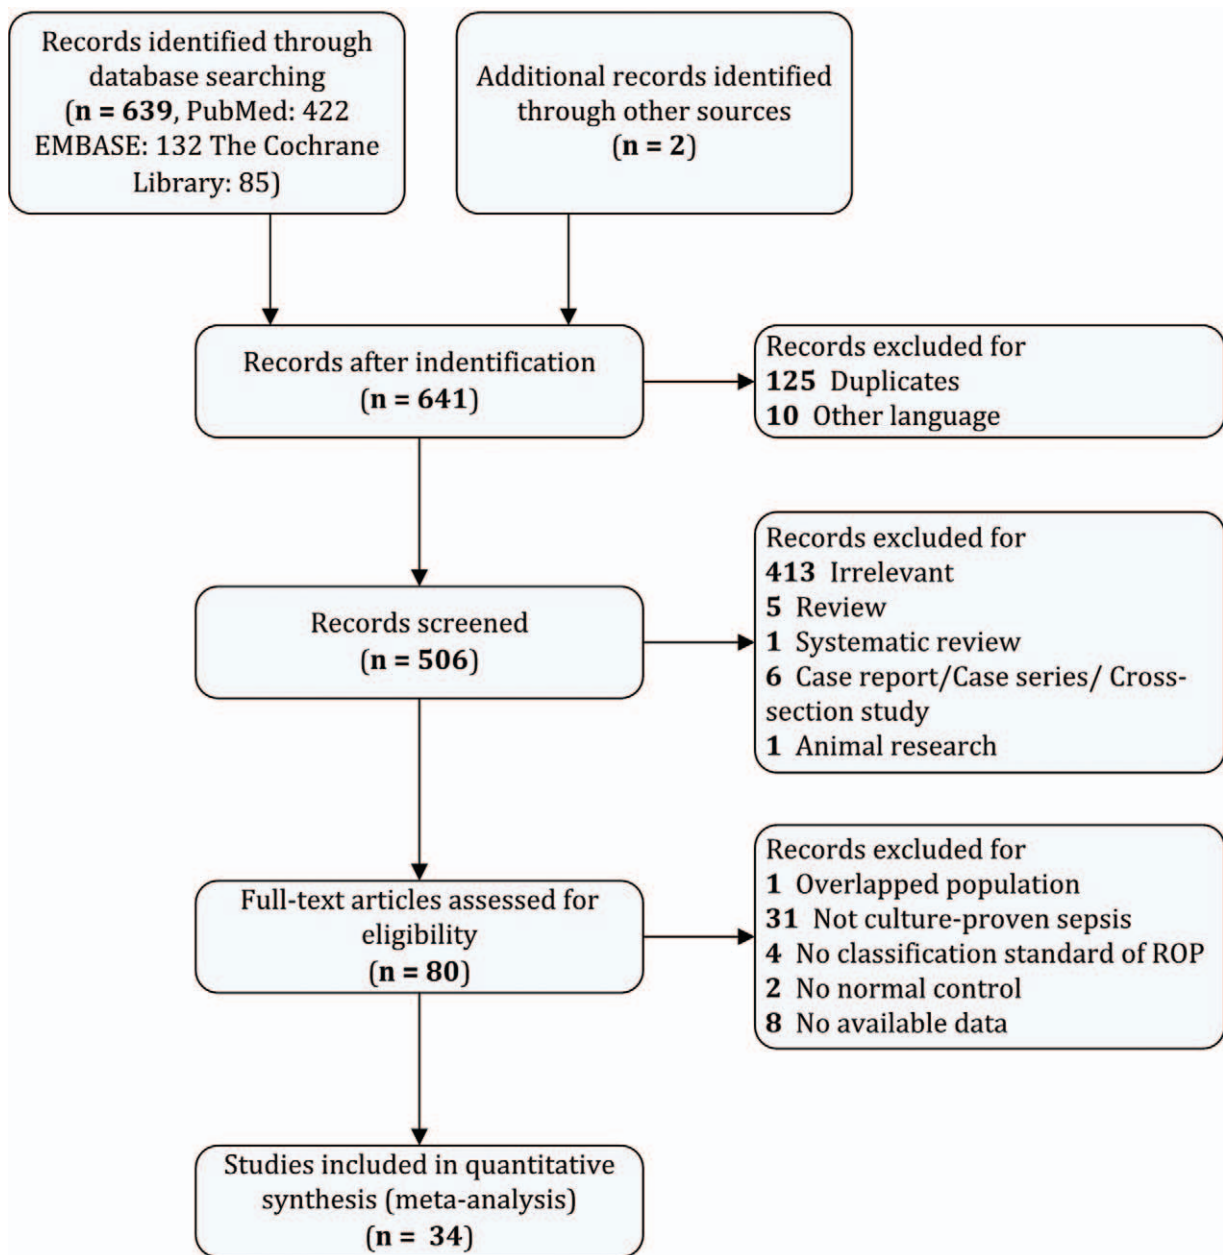 Records identified through
database searching
(n = 639, PubMed: 422
EMBASE: 132 The Cochrane
Library: 85)
Additional records identified
through other sources
(n = 2)
Records after indentification
(n = 641)
Records excluded for
125 Duplicates
10 Other language
Records screened
(n = 506)
Records excluded for
413 Irrelevant
5 Review
1 Systematic review
6 Case report/Case series/ Cross-
section study
1 Animal research
Full-text articles assessed for
eligibility
(n = 80)
Records excluded for
1 Overlapped population
31 Not culture-proven sepsis
4 No classification standard of ROP
2 No normal control
8 No available data
Studies included in quantitative
synthesis (meta-analysis)
(n = 34)